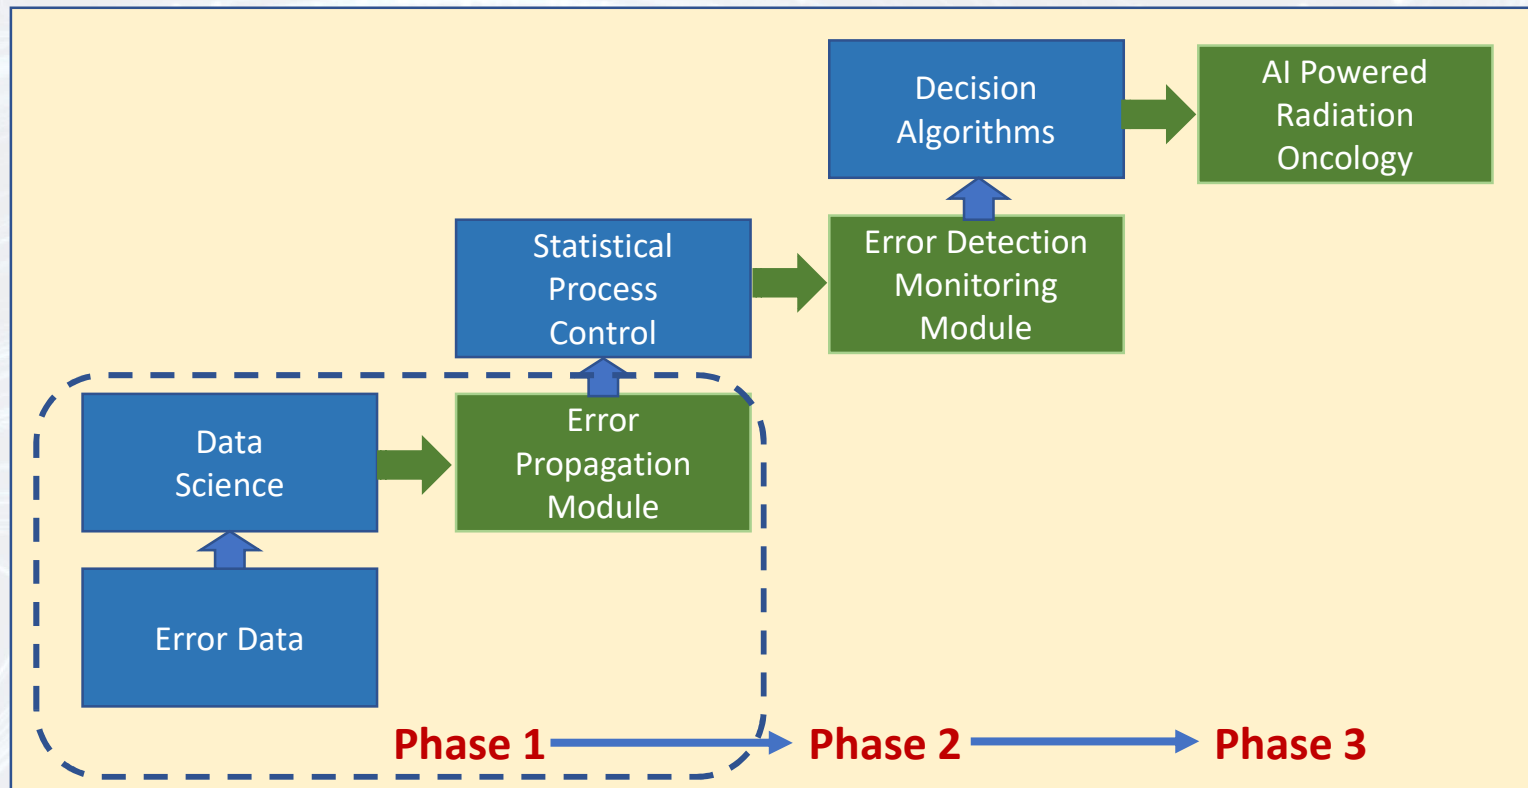 Decision
Algorithms
AI Powered
Radiation
Oncology
Statistical
Process
Control
Error Detection
Monitoring
Module
Data
Science
Error
Propagation
Module
Error Data
Phase 1
Phase 2
Phase 3